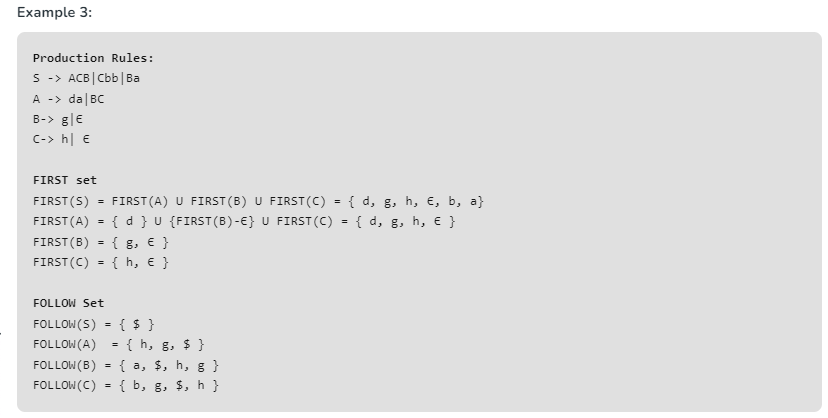 Example 3:
Production Rules:
S -> ACB|Cbb|Ba
A -> da|BC
B-> g|Є
C-> h| Є
FIRST set
FIRST(S) = FIRST(A) U FIRST(B) U FIRST(C) = { d, g, h, Є, b, a}
FIRST(A) = { d } U {FIRST(B)-Є} U FIRST(C) = { d, g, h, Є }
FIRST(B) = { g, Є }
FIRST(C) = { h, Є }
FOLLOW Set
FOLLOW(S) = { $ }
FOLLOW(A)  = { h, g, $ }
FOLLOW(B) = { a, $, h, g }
FOLLOW(C) = { b, g, $, h }